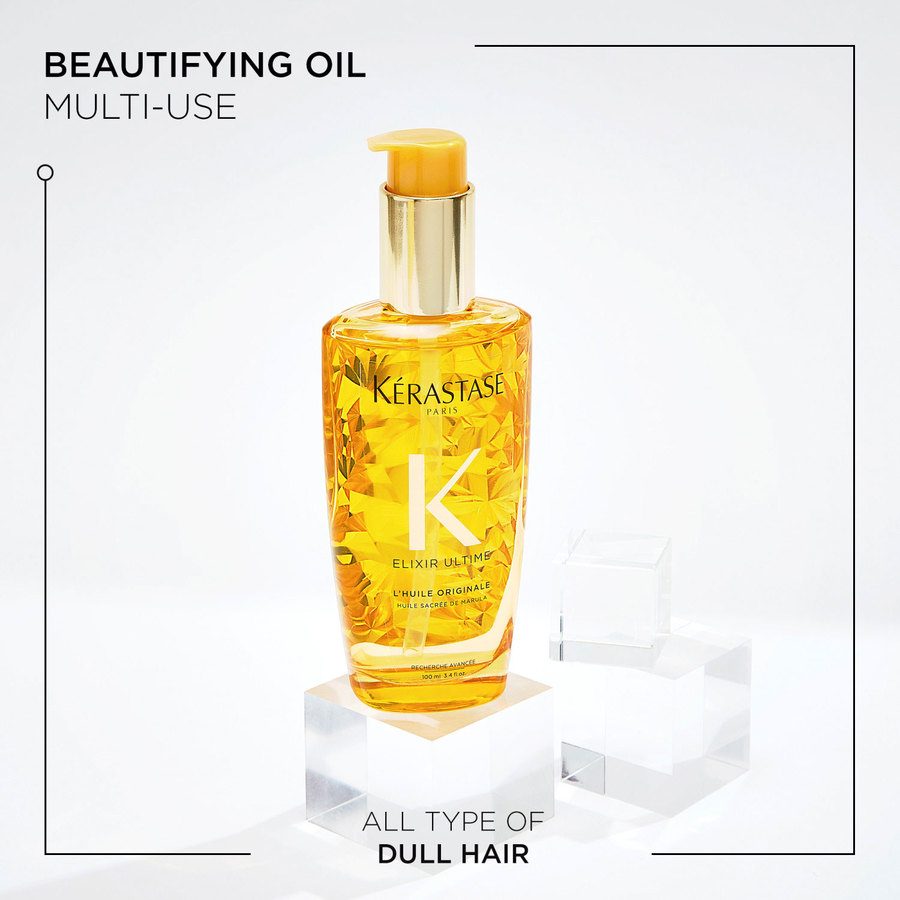 BEAUTIFYING OIL
MULTI-USE
KÉRASTASE
PARIS
K
ELIXIR ULTIME
L'HUILE ORIGINALE
HUILE SACRÉE DE MARULA
RECHERCHE AVANCÉE
100 ml 3.4 fl oz.
ALL TYPE OF
DULL HAIR